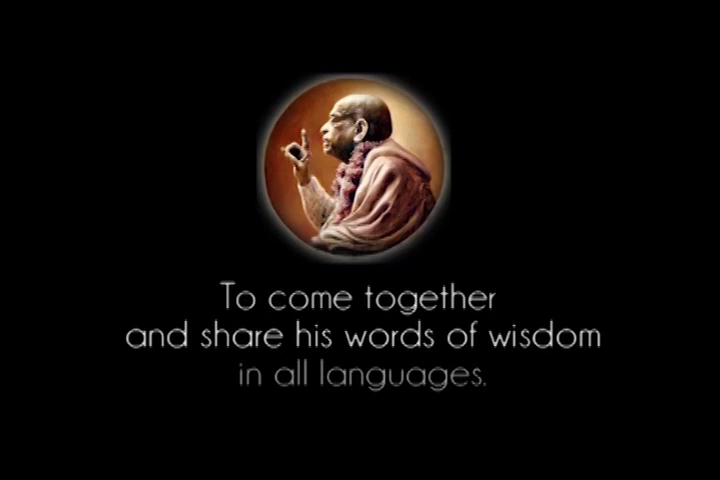 To come together
and share his words of wisdom
in all languages.